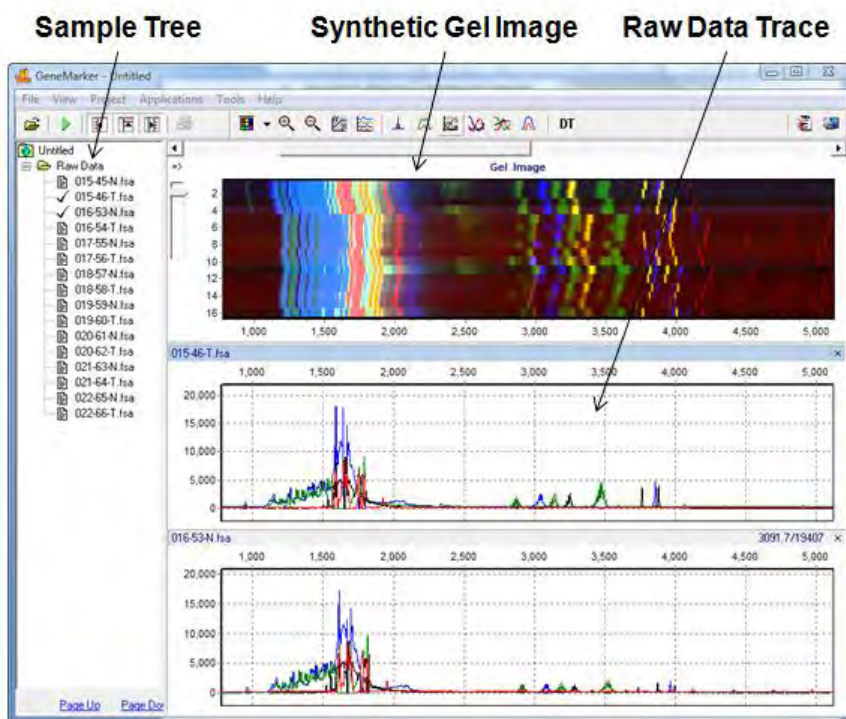 Sample Tree Synthetic Gel Image Raw Data Trace
GeneMarker - Untitled
File View Project Applications Tools Help
DT
Untitled
Raw Data
015-45-N.fsa
015-46-T.fsa
016-53-N.fsa
016-54-T.fsa
017-55-N.fsa
017-56-T.fsa
018-57-N.fsa
018-58-T.fsa
019-59-N.fsa
019-60-T.fsa
020-61-N.fsa
020-62-T.fsa
021-63-N.fsa
021-64-T.fsa
022-65-N.fsa
022-66-T.fsa
Page Up Page Do
Gel Image
2
4
6
8
10
12
14
16
1,000 1,500 2,000 2,500 3,000 3,500 4,000 4,500 5,000
015-46-T.fsa ×
1,000 1,500 2,000 2,500 3,000 3,500 4,000 4,500 5,000
20,000
15,000
10,000
5,000
0
016-53-N.fsa 3091.7/19407 ×
1,000 1,500 2,000 2,500 3,000 3,500 4,000 4,500 5,000
20,000
15,000
10,000
5,000
0